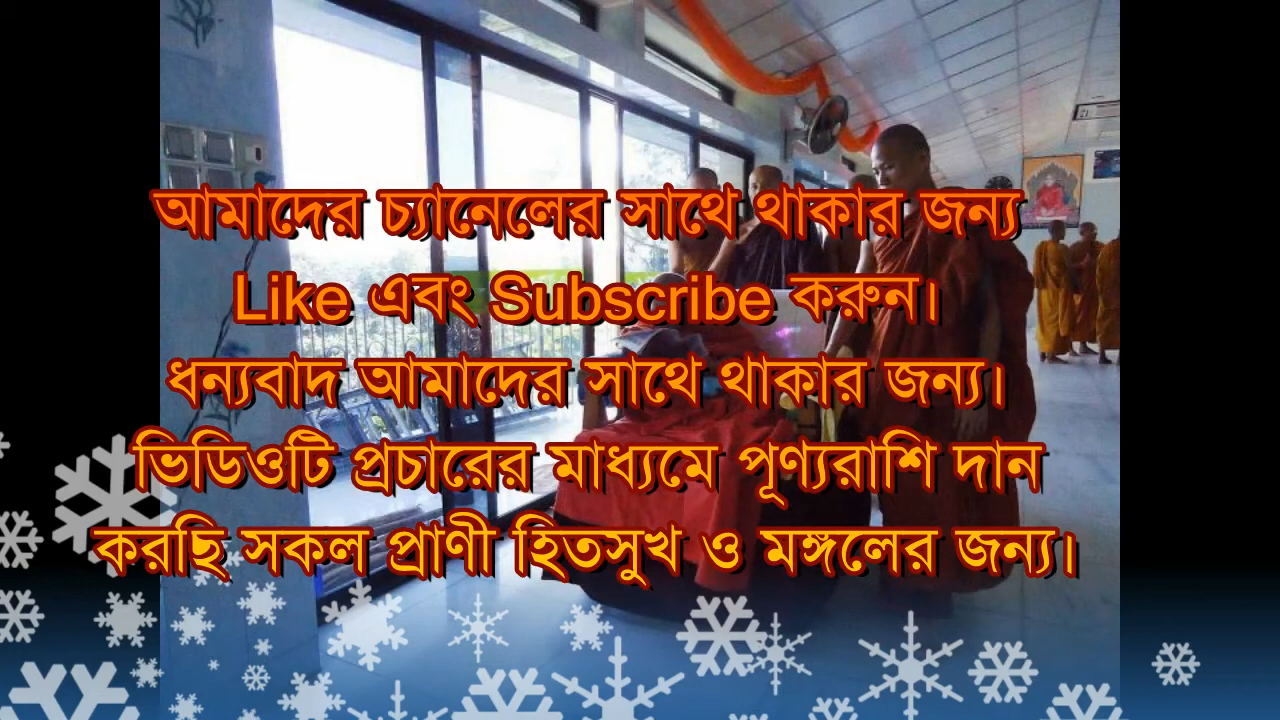 আমাদের চ্যানেলের সাথে থাকার জন্য
Like এবং Subscribe করুন।
ধন্যবাদ আমাদের সাথে থাকার জন্য।
ভিডিওটি প্রচারের মাধ্যমে পূণ্যরাশি দান
করছি সকল প্রাণী হিতসুখ ও মঙ্গলের জন্য।